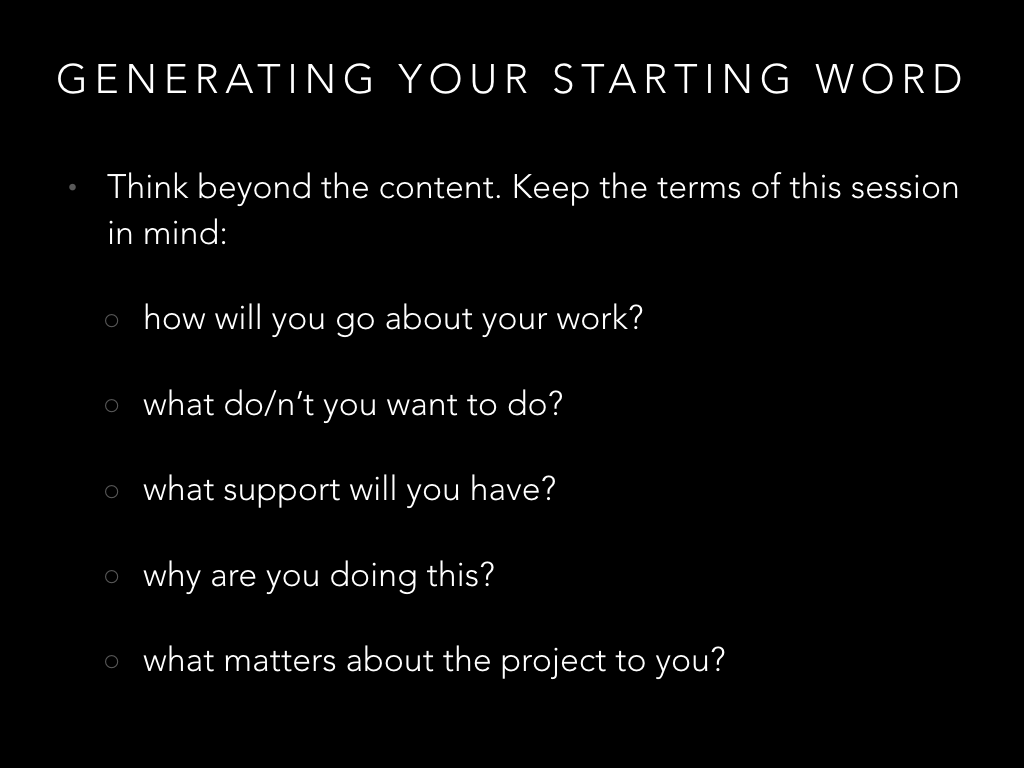 GENERATING YOUR STARTING WORD
• Think beyond the content. Keep the terms of this session
in mind:
○ how will you go about your work?
○ what do/n’t you want to do?
○ what support will you have?
○ why are you doing this?
○ what matters about the project to you?